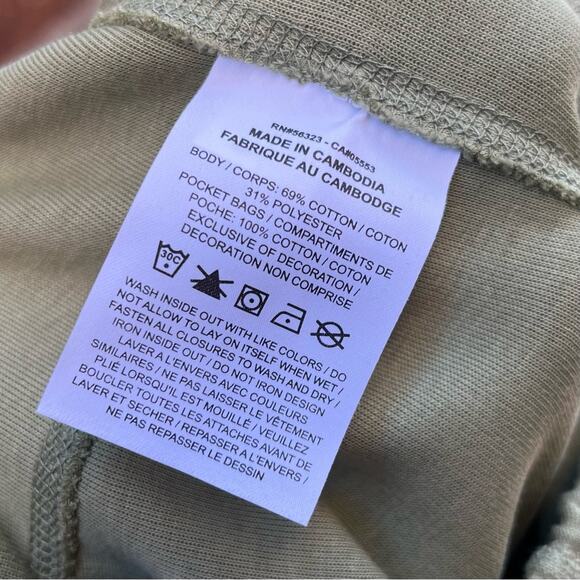 RN#56323 - CA#05553
MADE IN CAMBODIA
FABRIQUE AU CAMBODGE
BODY / CORPS: 69% COTTON / COTON
31% POLYESTER
POCKET BAGS / COMPARTIMENTS DE
POCHE: 100% COTTON / COTON
EXCLUSIVE OF DECORATION /
DECORATION NON COMPRISE
30C
WASH INSIDE OUT WITH LIKE COLORS / DO
NOT ALLOW TO LAY ON ITSELF WHEN WET /
FASTEN ALL CLOSURES TO WASH AND DRY /
IRON INSIDE OUT / DO NOT IRON DESIGN
LAVER A L'ENVERS AVEC COULEURS
SIMILAIRES / NE PAS LAISSER LE VÊTEMENT
PLIÉ LORSQU'IL EST MOUILLÉ / VEUILLEZ
BOUCLER TOUTES LES ATTACHES AVANT DE
LAVER ET SECHER / REPASSER A L'ENVERS /
NE PAS REPASSER LE DESSIN